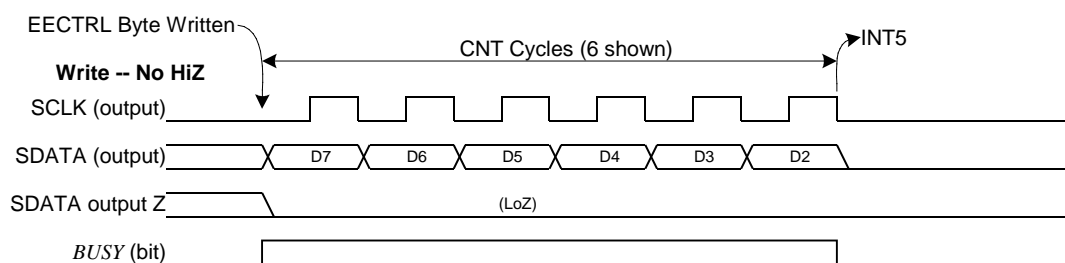 EECTRL Byte Written
CNT Cycles (6 shown)
INT5
Write -- No HiZ
SCLK (output)
SDATA (output)
D7 D6 D5 D4 D3 D2
SDATA output Z
(LoZ)
BUSY (bit)